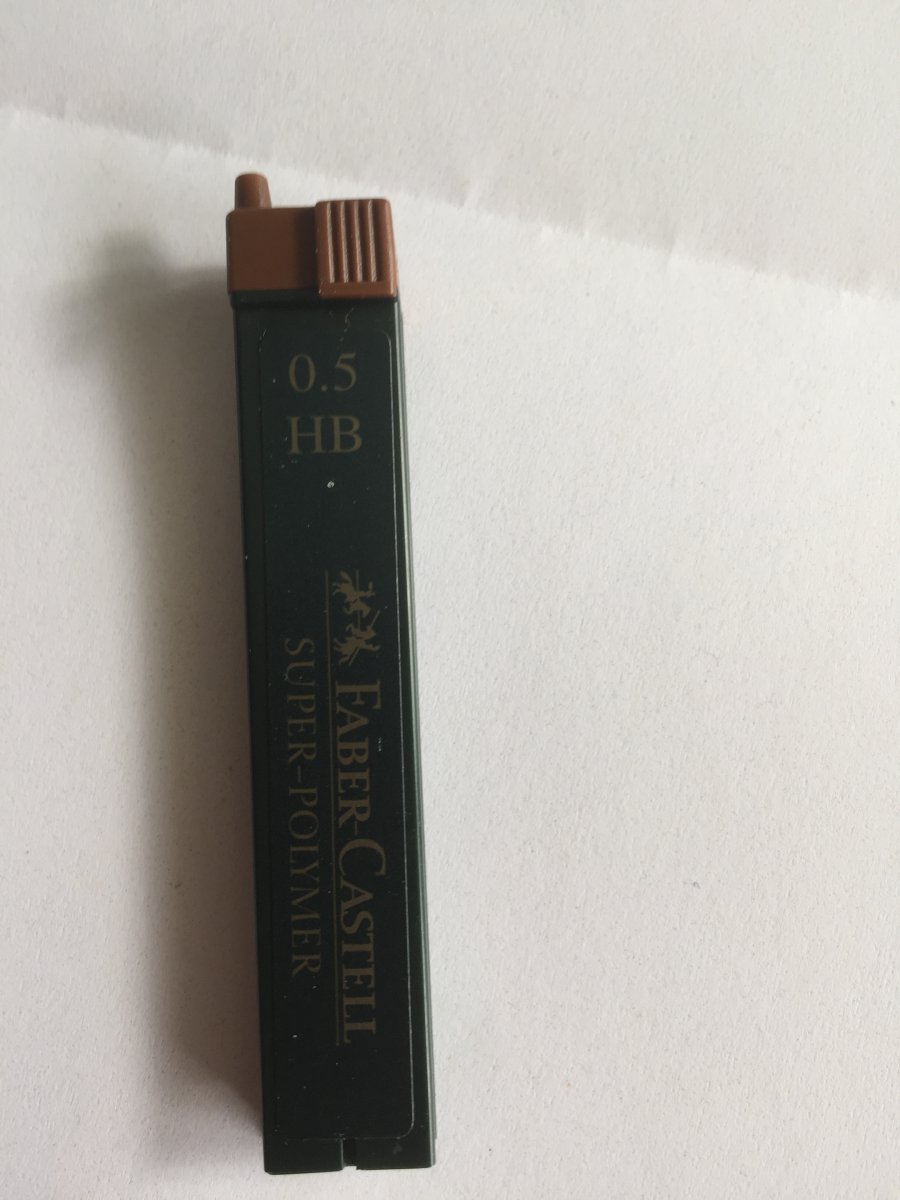 0.5
HB
FABER-CASTELL
SUPER-POLYMER